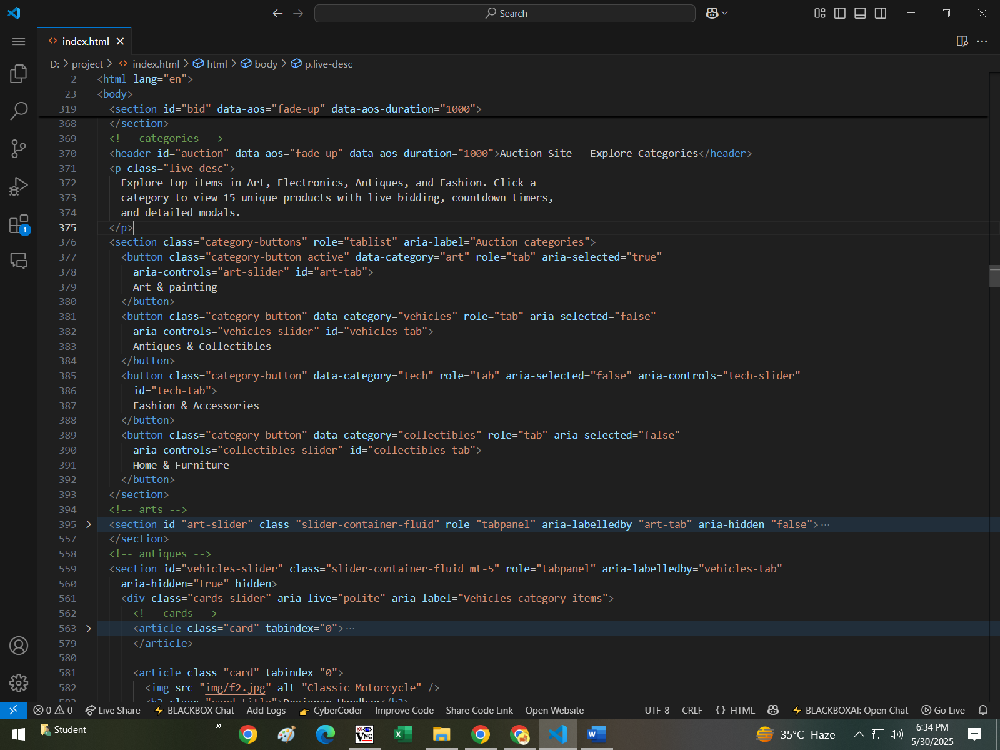 Search
index.html
D: > project > index.html > html > body > p.live-desc
2 <html lang="en">
23 <body>
319 <section id="bid" data-aos="fade-up" data-aos-duration="1000">
368 </section>
369 <!-- categories -->
370 <header id="auction" data-aos="fade-up" data-aos-duration="1000">Auction Site - Explore Categories</header>
371 <p class="live-desc">
372 Explore top items in Art, Electronics, Antiques, and Fashion. Click a
373 category to view 15 unique products with live bidding, countdown timers,
374 and detailed modals.
375 </p>
376 <section class="category-buttons" role="tablist" aria-label="Auction categories">
377 <button class="category-button active" data-category="art" role="tab" aria-selected="true"
378 aria-controls="art-slider" id="art-tab">
379 Art & painting
380 </button>
381 <button class="category-button" data-category="vehicles" role="tab" aria-selected="false"
382 aria-controls="vehicles-slider" id="vehicles-tab">
383 Antiques & Collectibles
384 </button>
385 <button class="category-button" data-category="tech" role="tab" aria-selected="false" aria-controls="tech-slider"
386 id="tech-tab">
387 Fashion & Accessories
388 </button>
389 <button class="category-button" data-category="collectibles" role="tab" aria-selected="false"
390 aria-controls="collectibles-slider" id="collectibles-tab">
391 Home & Furniture
392 </button>
393 </section>
394 <!-- arts -->
395 <section id="art-slider" class="slider-container-fluid" role="tabpanel" aria-labelledby="art-tab" aria-hidden="false">···
557 </section>
558 <!-- antiques -->
559 <section id="vehicles-slider" class="slider-container-fluid mt-5" role="tabpanel" aria-labelledby="vehicles-tab"
560 aria-hidden="true" hidden>
561 <div class="cards-slider" aria-live="polite" aria-label="Vehicles category items">
562 <!-- cards -->
563 <article class="card" tabindex="0">···
579 </article>
580
581 <article class="card" tabindex="0">
582 <img src="img/f2.jpg" alt="Classic Motorcycle" />
1
0 0 Live Share BLACKBOX Chat Add Logs CyberCoder Improve Code Share Code Link Open Website UTF-8 CRLF {} HTML BLACKBOXAI: Open Chat Go Live
Student
35°C Haze
6:34 PM
5/30/2025